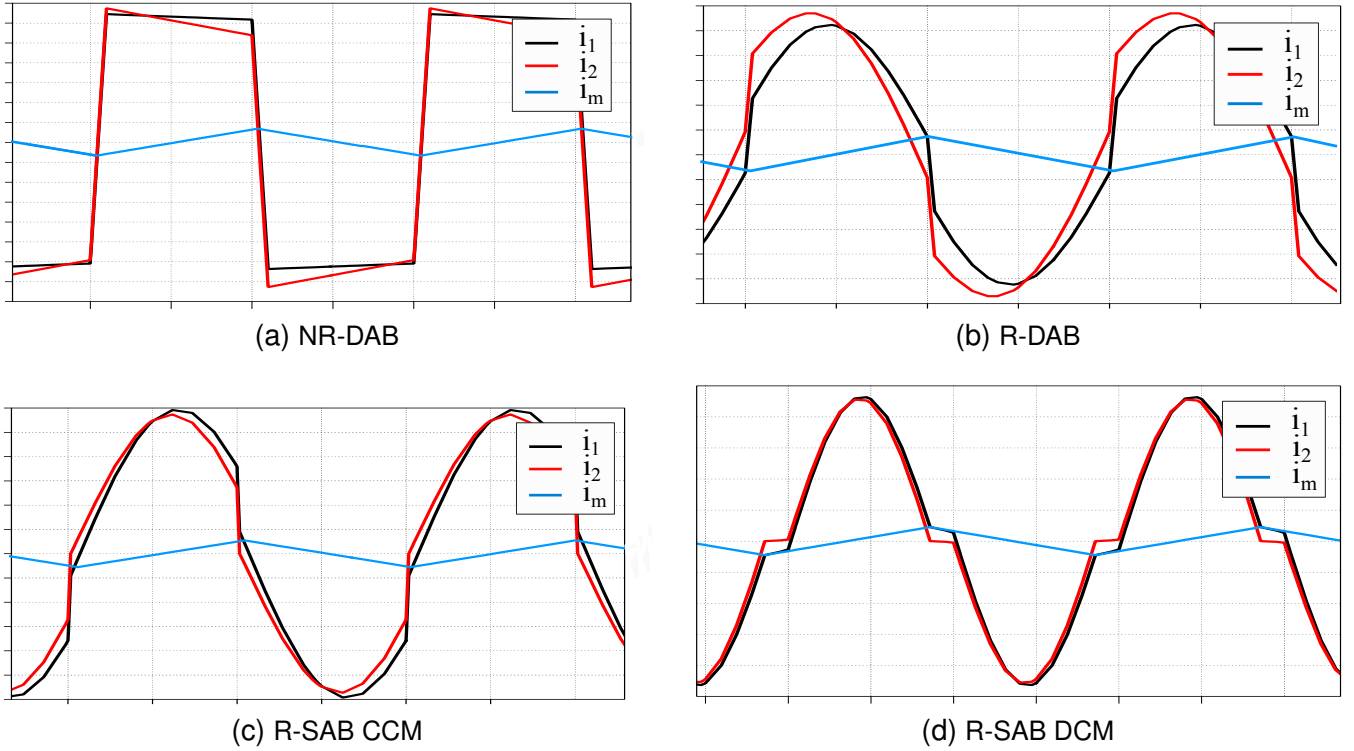 i1
i2
im
(a) NR-DAB
i1
i2
im
(b) R-DAB
i1
i2
im
(c) R-SAB CCM
i1
i2
im
(d) R-SAB DCM